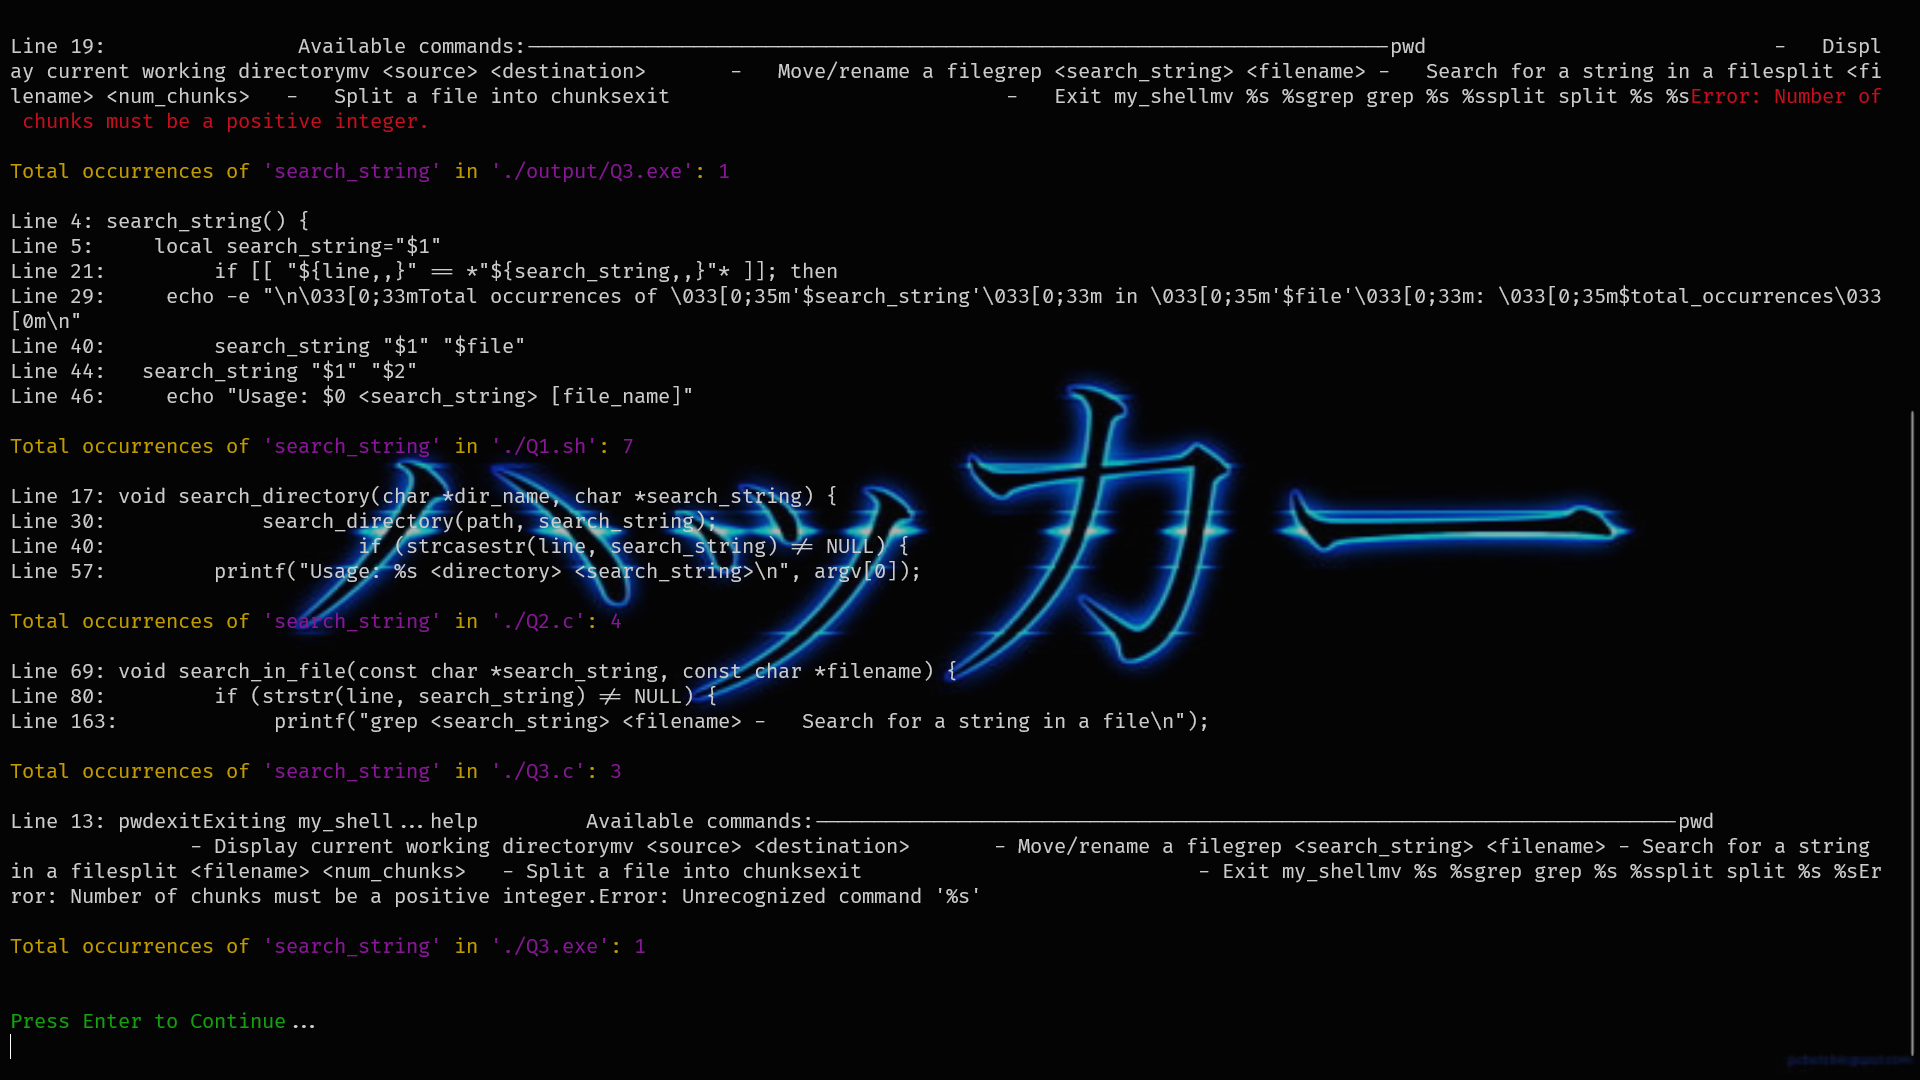 Line 19:                Available commands:────────────────────────────────────────────────────────────────────────pwd                             -   Displ
ay current working directorymv <source> <destination>       -   Move/rename a filegrep <search_string> <filename> -   Search for a string in a filesplit <fi
lename> <num_chunks>   -   Split a file into chunksexit                            -   Exit my_shellmv %s %sgrep grep %s %ssplit split %s %sError: Number of
 chunks must be a positive integer.
Total occurrences of 'search_string' in './output/Q3.exe': 1
Line 4: search_string() {
Line 5:     local search_string="$1"
Line 21:         if [[ "${line,,}" == *"${search_string,,}"* ]]; then
Line 29:     echo -e "\n\033[0;33mTotal occurrences of \033[0;35m'$search_string'\033[0;33m in \033[0;35m'$file'\033[0;33m: \033[0;35m$total_occurrences\033
[0m\n"
Line 40:         search_string "$1" "$file"
Line 44:   search_string "$1" "$2"
Line 46:     echo "Usage: $0 <search_string> [file_name]"
Total occurrences of 'search_string' in './Q1.sh': 7
Line 17: void search_directory(char *dir_name, char *search_string) {
Line 30:             search_directory(path, search_string);
Line 40:                     if (strcasestr(line, search_string) != NULL) {
Line 57:         printf("Usage: %s <directory> <search_string>\n", argv[0]);
Total occurrences of 'search_string' in './Q2.c': 4
Line 69: void search_in_file(const char *search_string, const char *filename) {
Line 80:         if (strstr(line, search_string) != NULL) {
Line 163:             printf("grep <search_string> <filename> -   Search for a string in a file\n");
Total occurrences of 'search_string' in './Q3.c': 3
Line 13: pwdexitExiting my_shell...help         Available commands:────────────────────────────────────────────────────────────────────────pwd
               - Display current working directorymv <source> <destination>       - Move/rename a filegrep <search_string> <filename> - Search for a string
in a filesplit <filename> <num_chunks>   - Split a file into chunksexit                            - Exit my_shellmv %s %sgrep grep %s %ssplit split %s %sEr
ror: Number of chunks must be a positive integer.Error: Unrecognized command '%s'
Total occurrences of 'search_string' in './Q3.exe': 1
Press Enter to Continue...
ハッカー